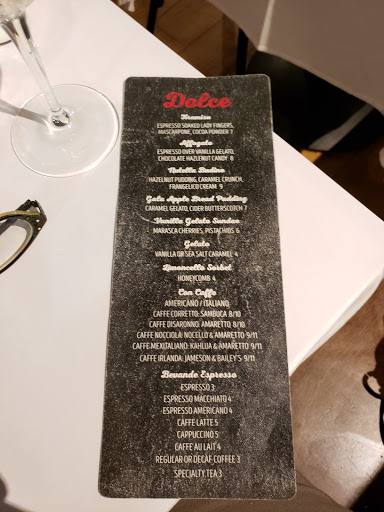 Dolce
Tiramisu
ESPRESSO SOAKED LADY FINGERS,
MASCARPONE, COCOA POWDER 7
Affogato
ESPRESSO OVER VANILLA GELATO,
CHOCOLATE HAZELNUT CANDY 8
Nutella Budino
HAZELNUT PUDDING, CARAMEL CRUNCH,
FRANGELICO CREAM 9
Gala Apple Bread Pudding
CARAMEL GELATO, CIDER BUTTERSCOTCH 7
Vanilla Gelato Sundae
MARASCA CHERRIES, PISTACHIOS 6
Gelato
VANILLA OR SEA SALT CARAMEL 4
Limoncello Sorbet
HONEYCOMB 4
Con Caffe
AMERICANO / ITALIANO
CAFFE CORRETTO: SAMBUCA 8/10
CAFFE DISARONNO: AMARETTO 8/10
CAFFE NOCCIOLA: NOCELLO & AMARETTO 9/11
CAFFE MEXITALIANO: KAHLUA & AMARETTO 9/11
CAFFE IRLANDA: JAMESON & BAILEY'S 9/11
Bevande Espresso
ESPRESSO 3
ESPRESSO MACCHIATO 4
ESPRESSO AMERICANO 4
CAFFE LATTE 5
CAPPUCCINO 5
CAFFE AU LAIT 4
REGULAR OR DECAF COFFEE 3
SPECIALTY TEA 3